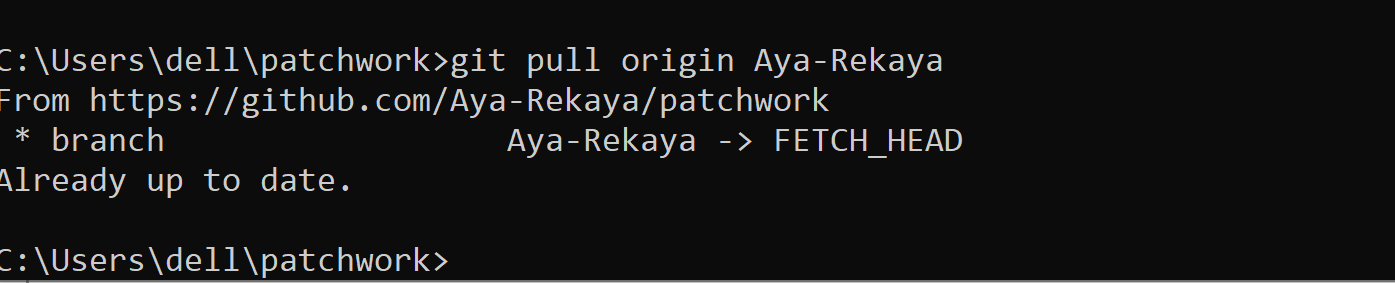 C:\Users\dell\patchwork>git pull origin Aya-Rekaya
From https://github.com/Aya-Rekaya/patchwork
 * branch                  Aya-Rekaya -> FETCH_HEAD
Already up to date.
C:\Users\dell\patchwork>